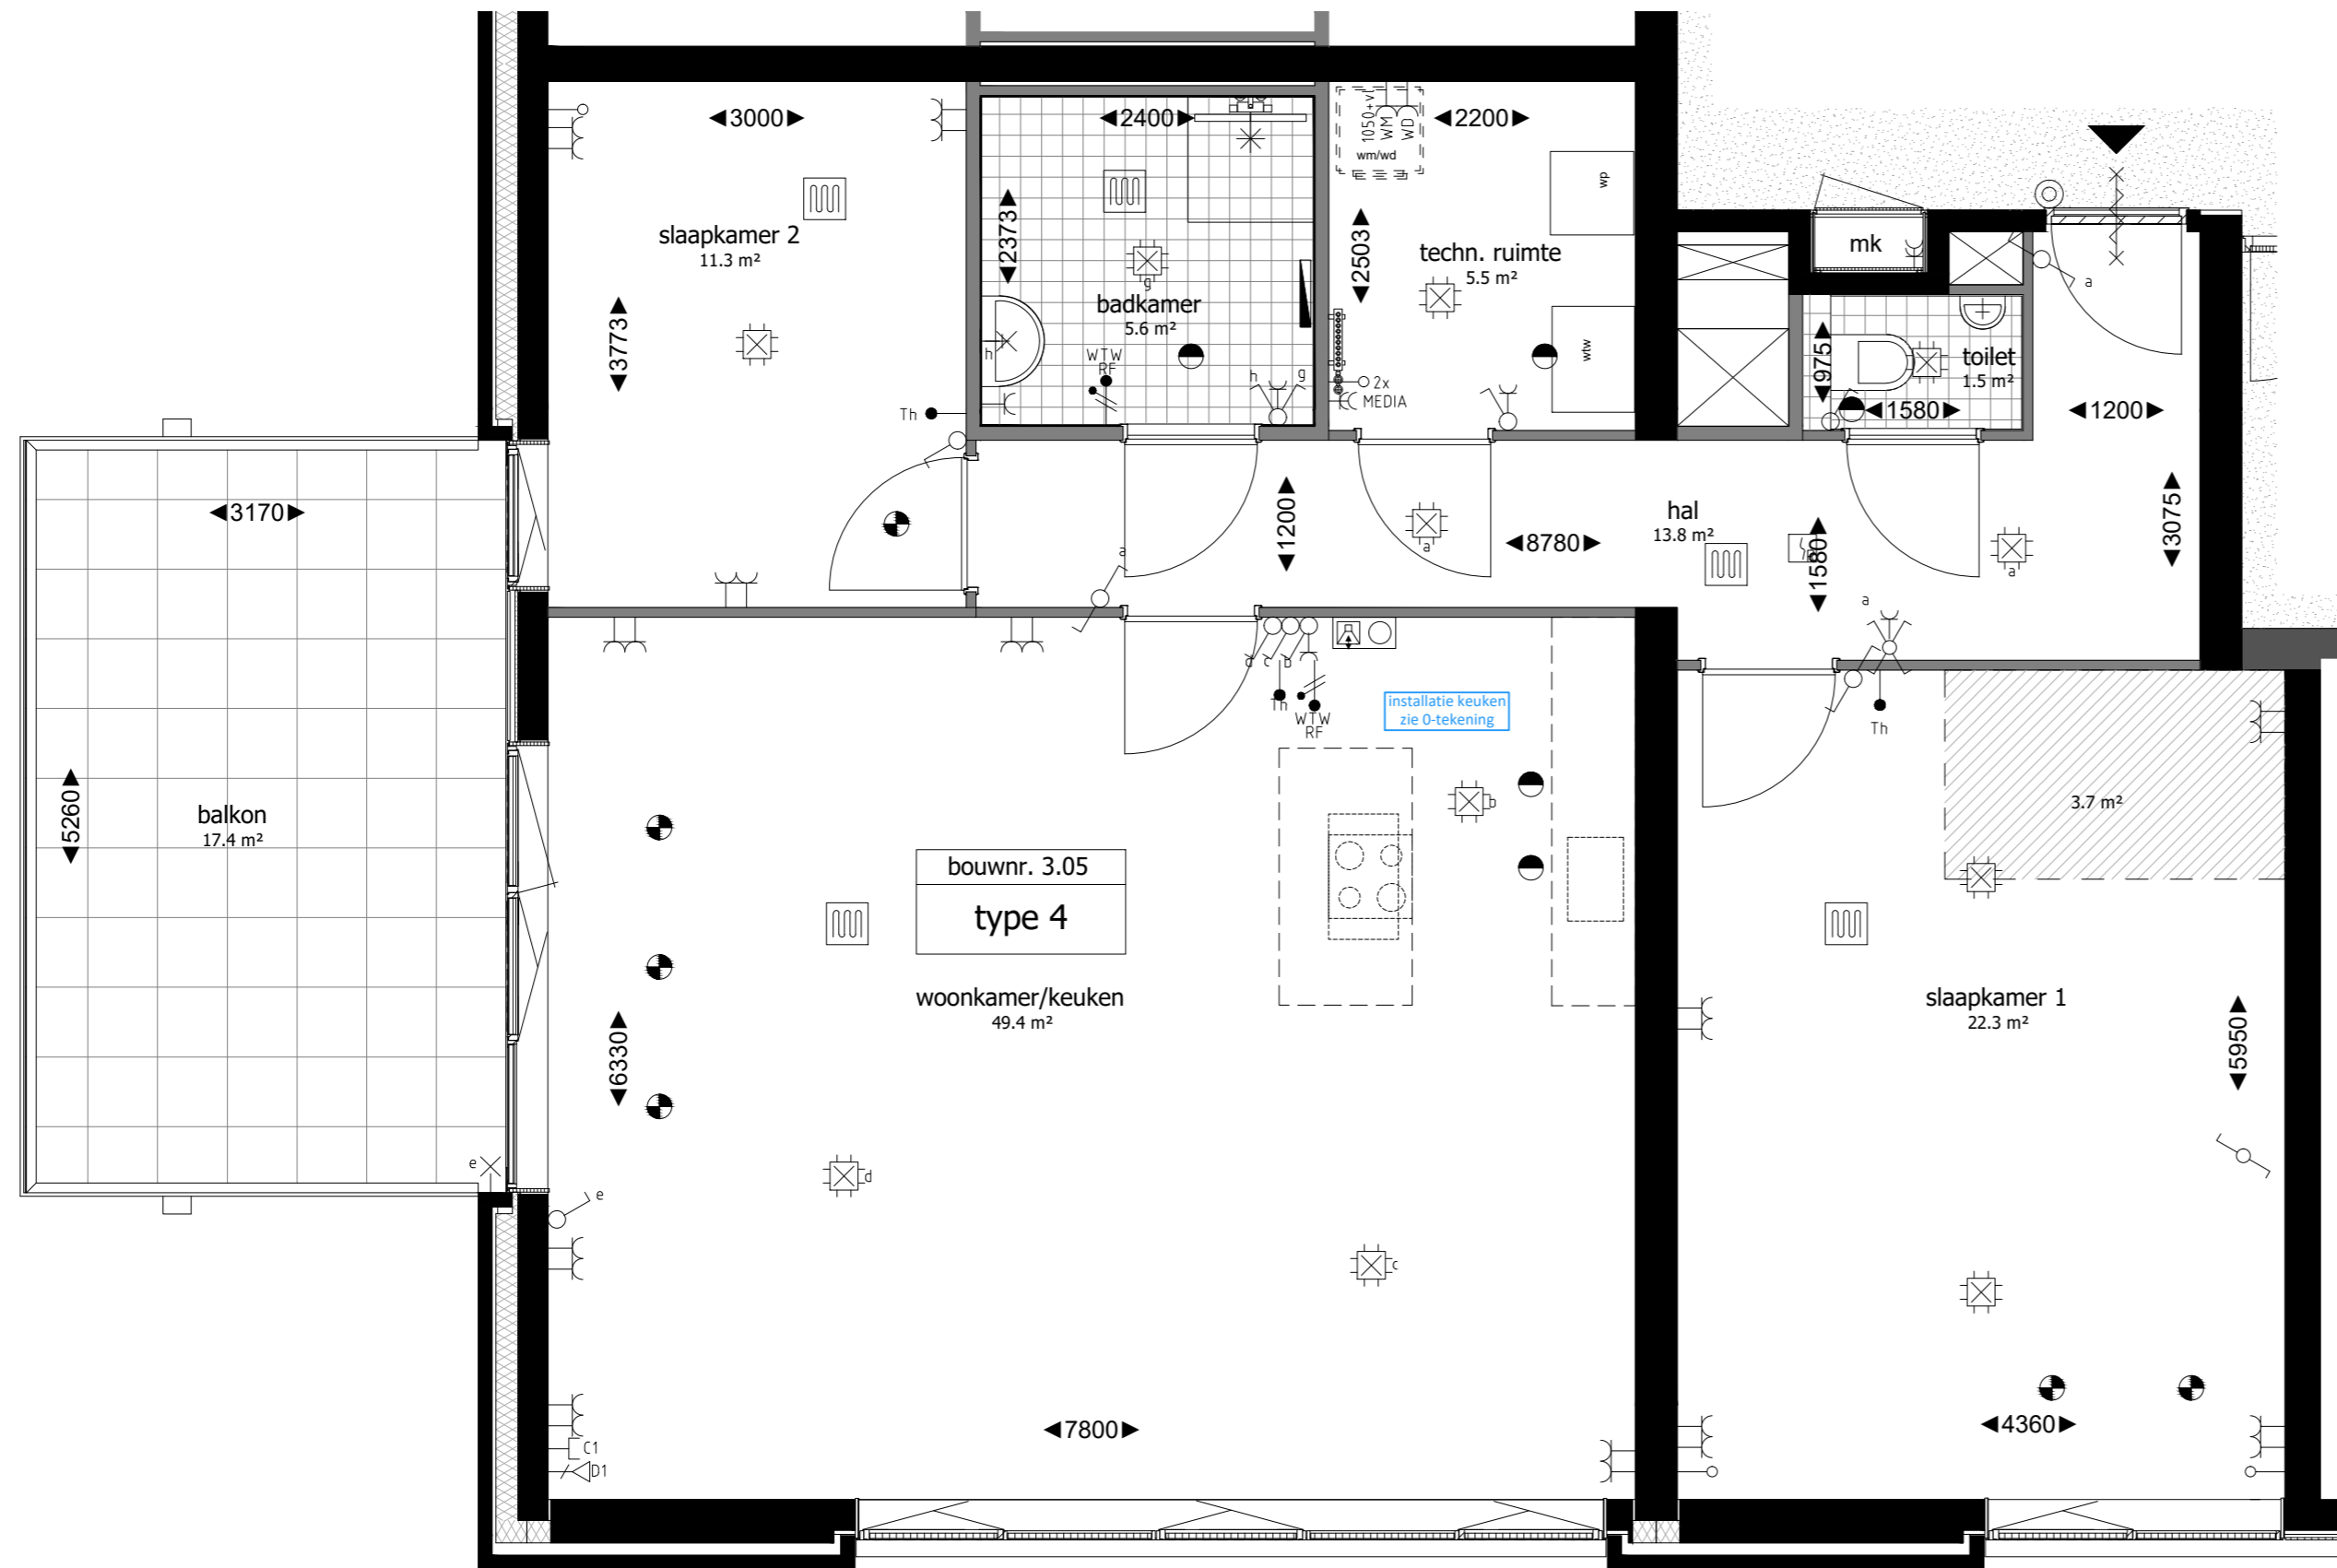 3000
2400
1050+vl
WM
WD
wm/wd
2200
wp
slaapkamer 2
11.3 m²
2373
g
badkamer
5.6 m²
2503
techn. ruimte
5.5 m²
mk
a
3773
h
WTW
RF
h
g
wtw
2x
MEDIA
Th
975
toilet
1.5 m²
1580
1200
3170
a
1200
a
8780
hal
13.8 m²
1580
a
3075
a
d
c
b
Th
WTW
RF
installatie keuken
zie 0-tekening
Th
5260
balkon
17.4 m²
b
3.7 m²
bouwnr. 3.05
type 4
woonkamer/keuken
49.4 m²
slaapkamer 1
22.3 m²
6330
5950
e
e
d
c
7800
4360
C1
D1